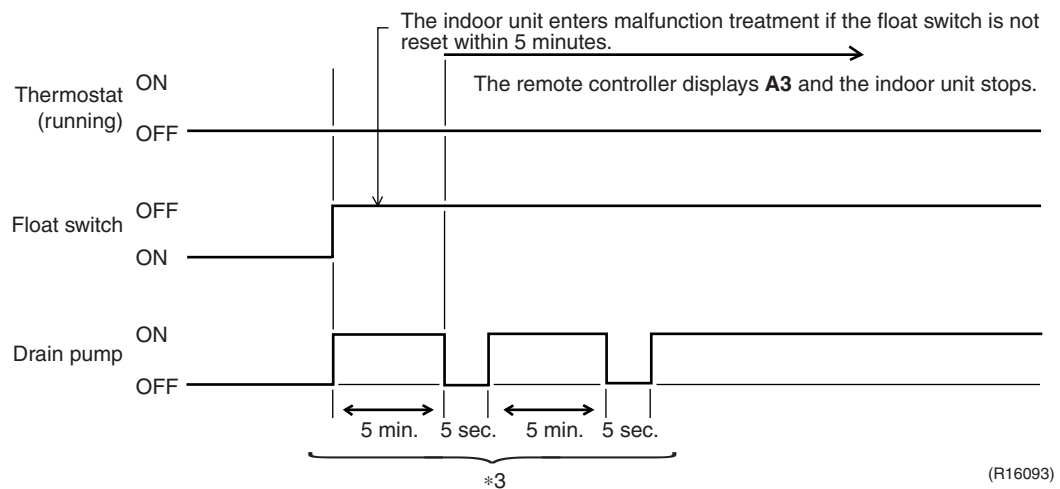 The indoor unit enters malfunction treatment if the float switch is not
reset within 5 minutes.
The remote controller displays A3 and the indoor unit stops.
Thermostat
(running)
ON
OFF
Float switch
OFF
ON
Drain pump
ON
OFF
5 min. 5 sec. 5 min. 5 sec.
*3
(R16093)